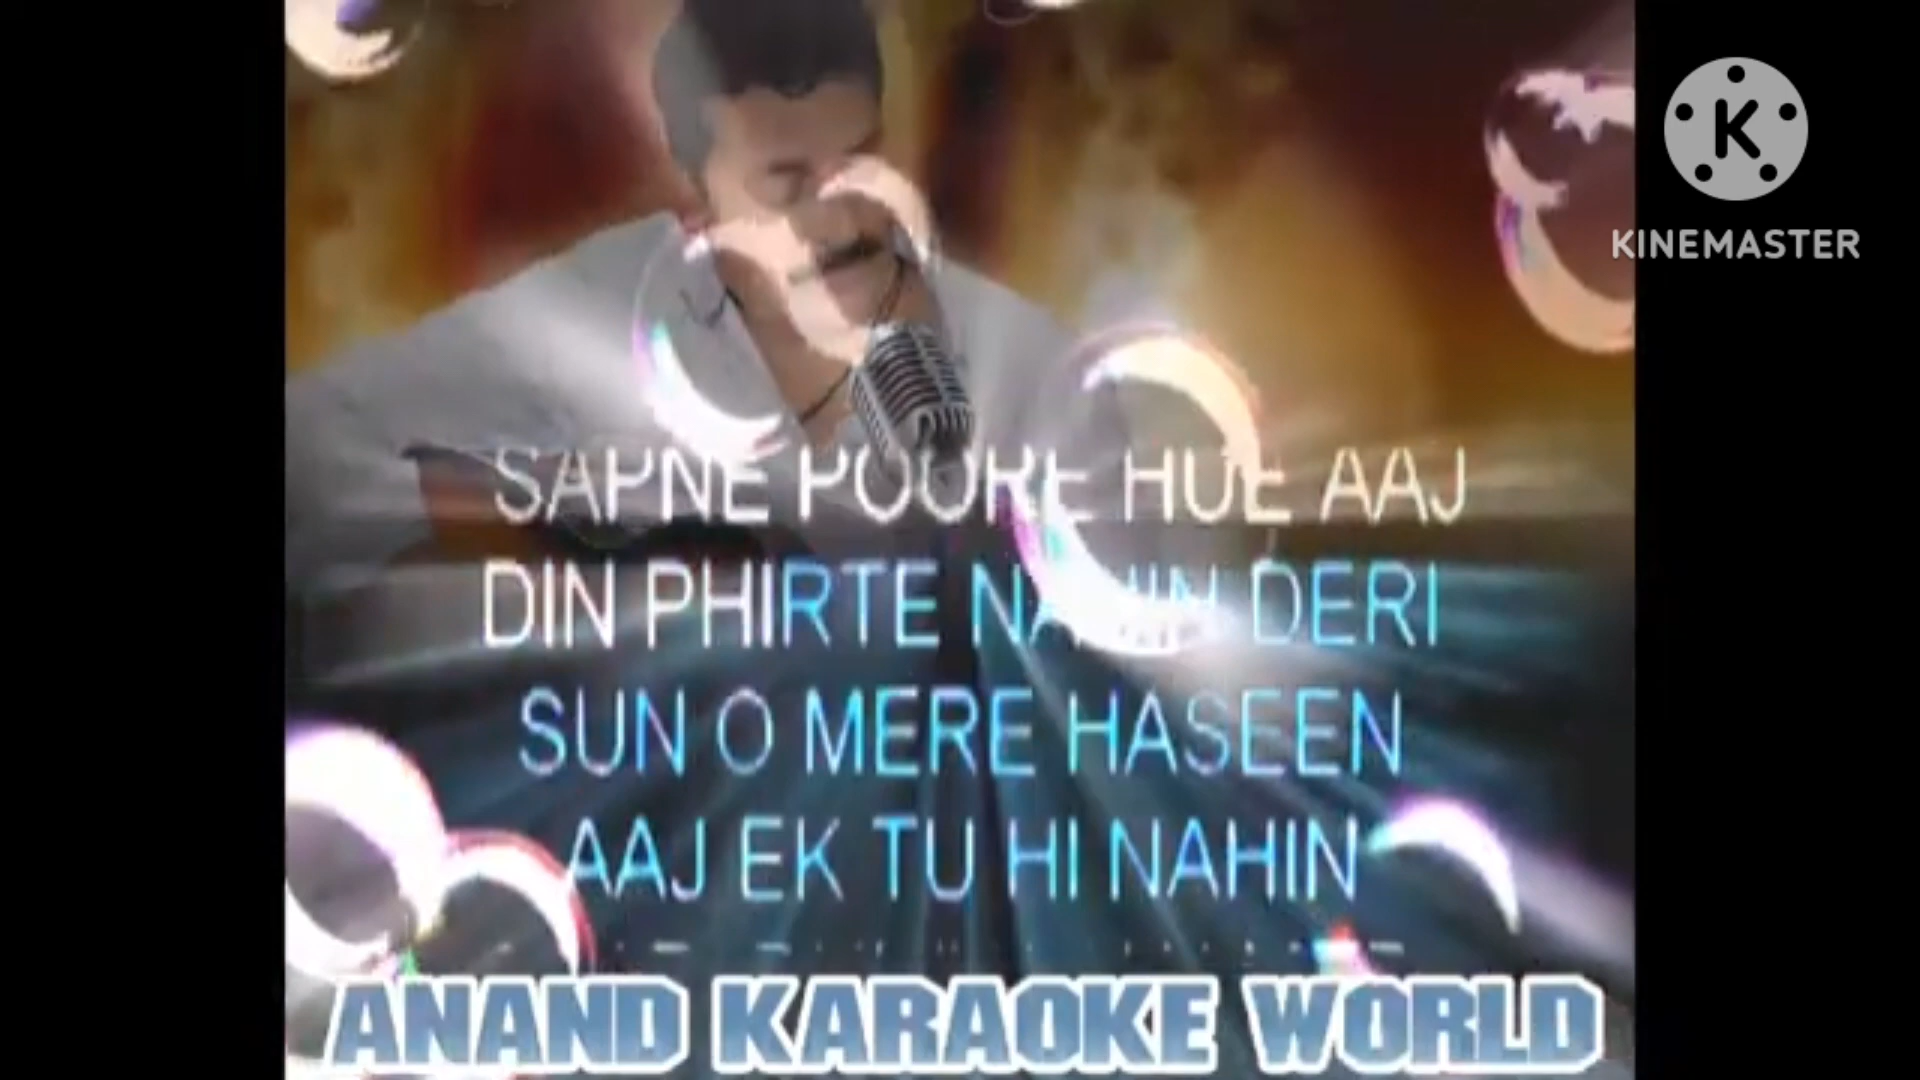 K
KINEMASTER
SAPNE POORE HUE AAJ
DIN PHIRTE NAHIN DERI
SUN O MERE HASEEN
AAJ EK TU HI NAHIN
ANAND KARAOKE WORLD